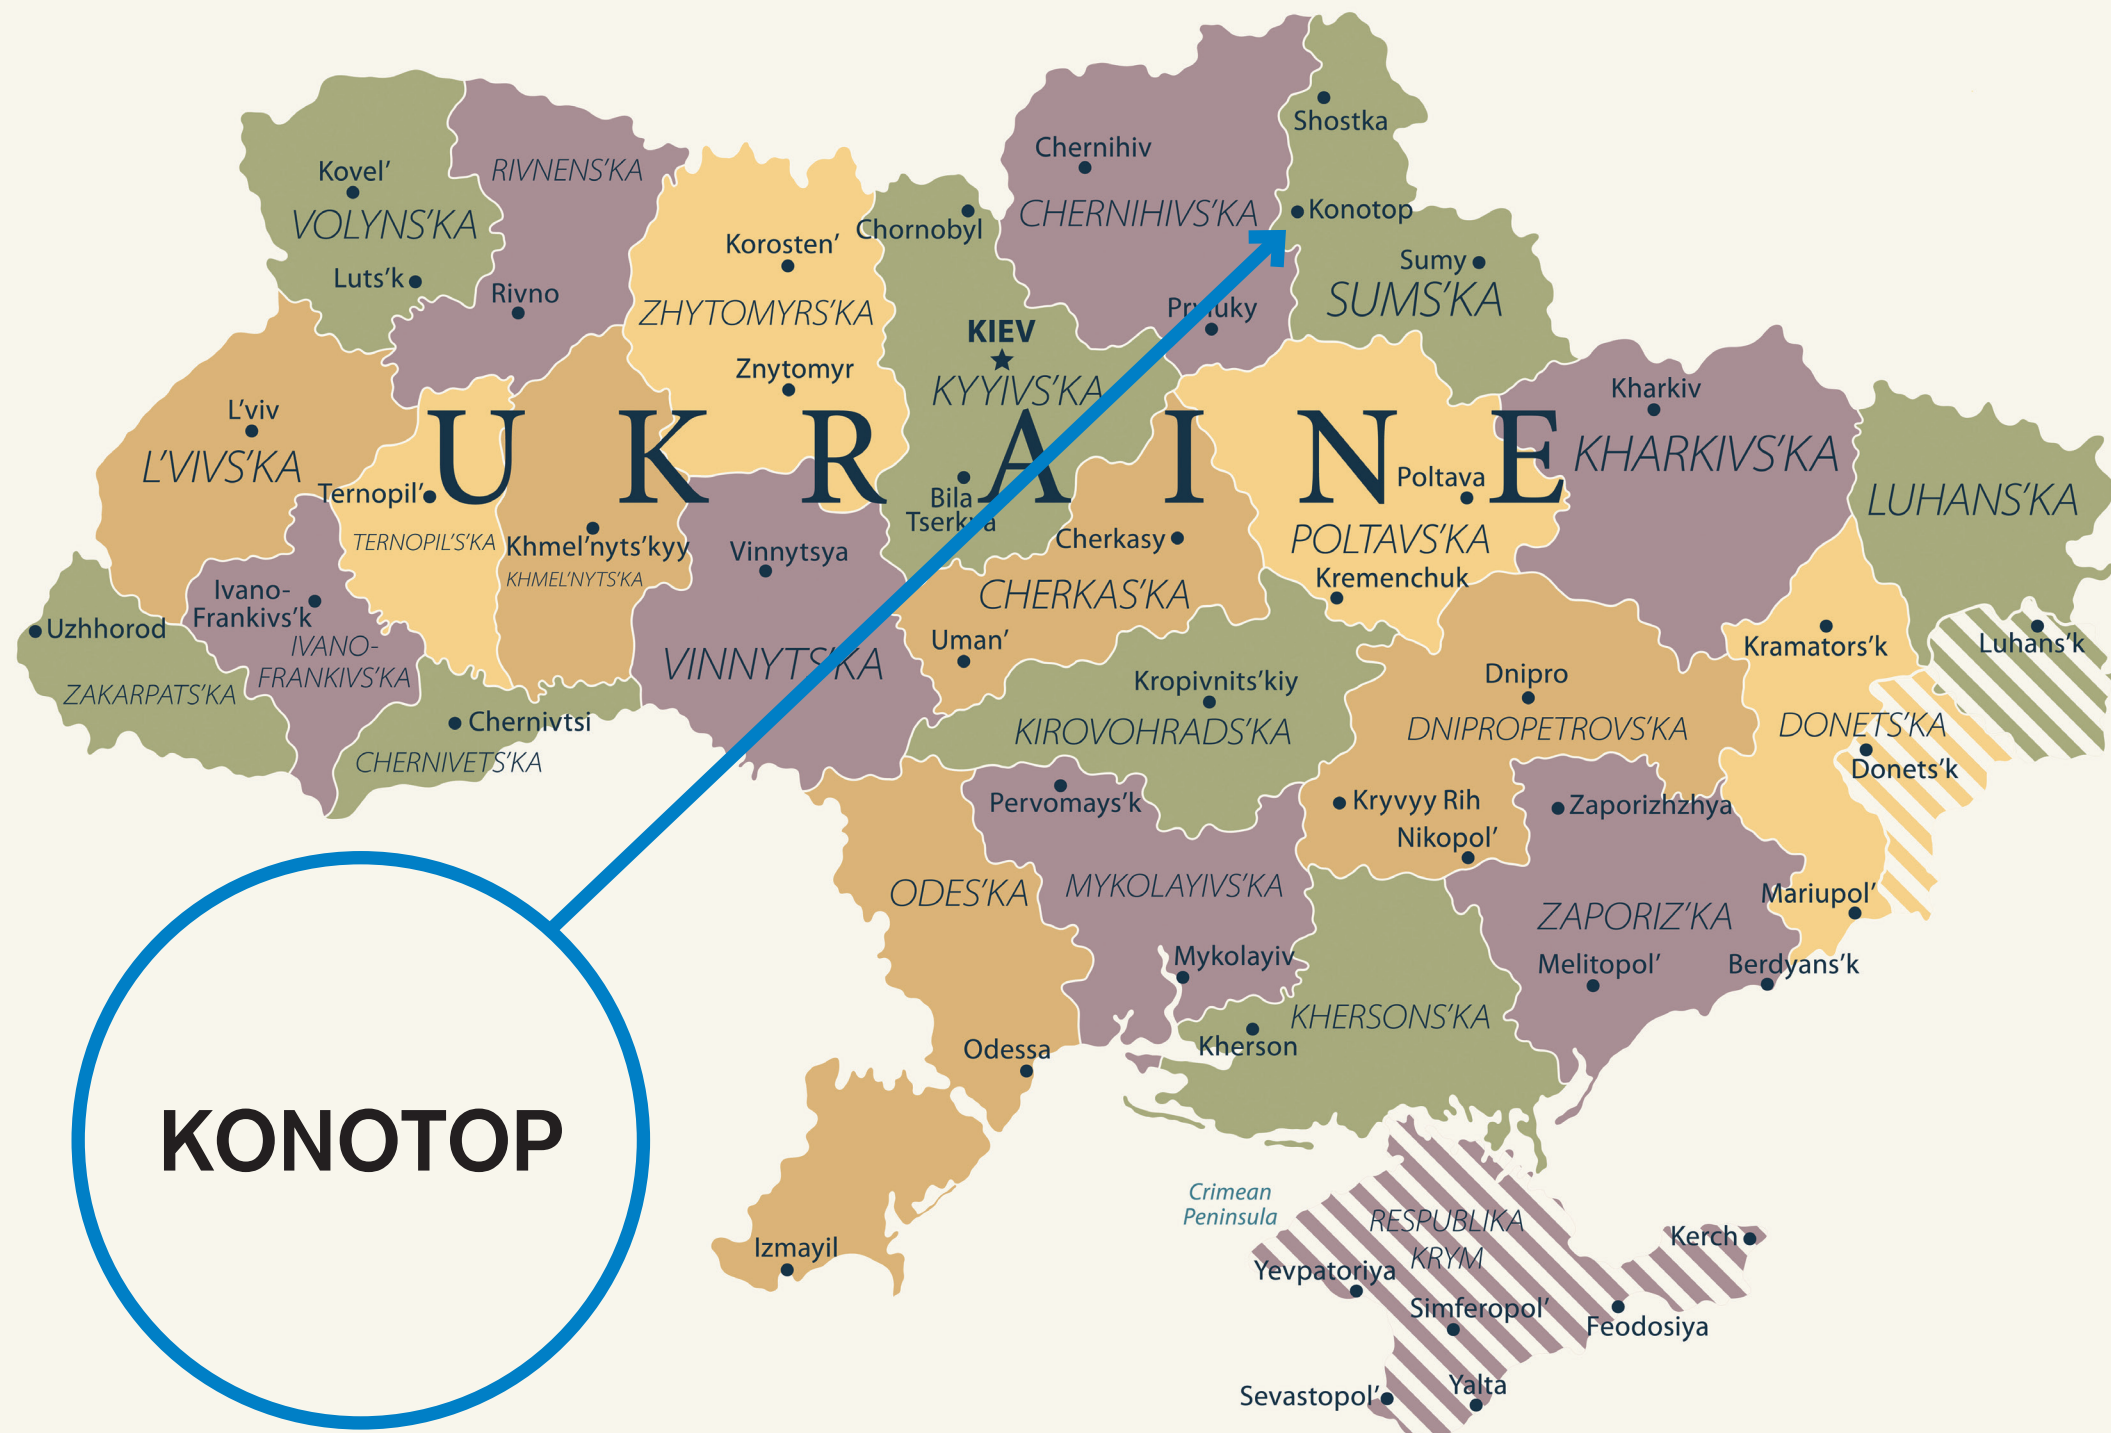 Shostka
Chernihiv
Kovel’
RIVNENS’KA
Konotop
CHERNIHIVS’KA
VOLYNS’KA
Chornobyl
Korosten’
Sumy
Luts’k
Rivno
SUMS’KA
Pryluky
ZHYTOMYRS’KA
KIEV
Znytomyr
KYYIVS’KA
Kharkiv
L’viv
UKRAINE
KHARKIVS’KA
L’VIVS’KA
Poltava
Ternopil’
Bila
Tserkva
LUHANS’KA
TERNOPIL’S’KA
Khmel’nyts’kyy
Vinnytsya
Cherkasy
POLTAVS’KA
KHMEL’NYTS’KA
Kremenchuk
Ivano-
Frankivs’k
CHERKAS’KA
Uzhhorod
Uman’
Kramators’k
Luhans’k
IVANO-
FRANKIVS’KA
VINNYTS’KA
Dnipro
Kropivnits’kiy
ZAKARPATS’KA
Chernivtsi
KIROVOHRADS’KA
DNIPROPETROVS’KA
DONETS’KA
CHERNIVETS’KA
Donets’k
Pervomays’k
Kryvyy Rih
Zaporizhzhya
Nikopol’
ODES’KA
MYKOLAYIVS’KA
Mariupol’
ZAPORIZ’KA
Mykolayiv
Melitopol’
Berdyans’k
KHERSONS’KA
Kherson
Odessa
KONOTOP
Crimean
Peninsula
RESPUBLIKA
KRYM
Kerch
Izmayil
Yevpatoriya
Simferopol’
Feodosiya
Yalta
Sevastopol’